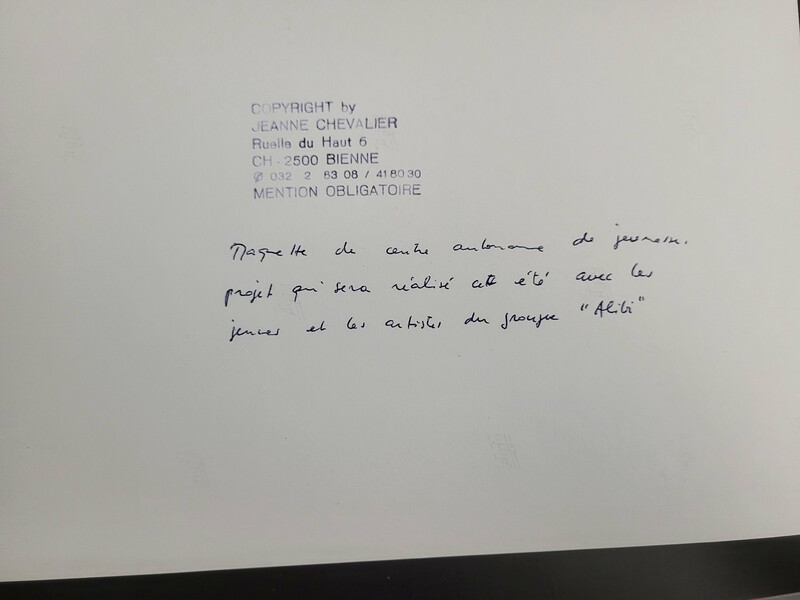 COPYRIGHT by
JEANNE CHEVALIER
Ruelle du Haut 6
CH - 2500 BIENNE
∅ 032 2 83 08 / 41 80 30
MENTION OBLIGATOIRE
Maquette de centre autonome de jeunesse.
projet qui sera réalisé cet été avec les
jeunes et les artistes du groupe "Alibi"